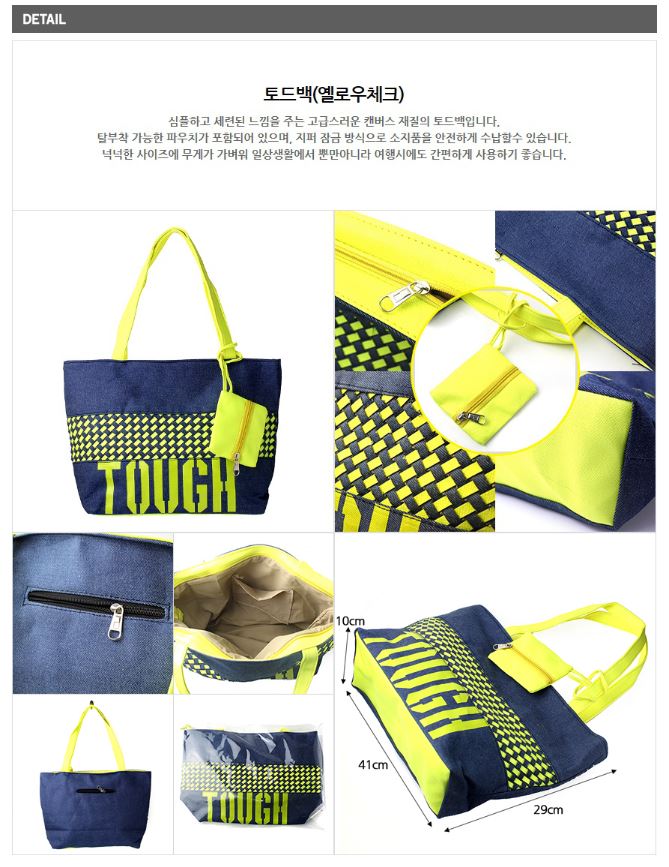 DETAIL
토드백(옐로우체크)
심플하고 세련된 느낌을 주는 고급스러운 캔버스 재질의 토드백입니다.
탈부착 가능한 파우치가 포함되어 있으며, 지퍼 잠금 방식으로 소지품을 안전하게 수납할수 있습니다.
넉넉한 사이즈에 무게가 가벼워 일상생활에서 뿐만아니라 여행시에도 간편하게 사용하기 좋습니다.
TOUGH
GH
10cm
TOUGH
41cm
29cm
TOUGH